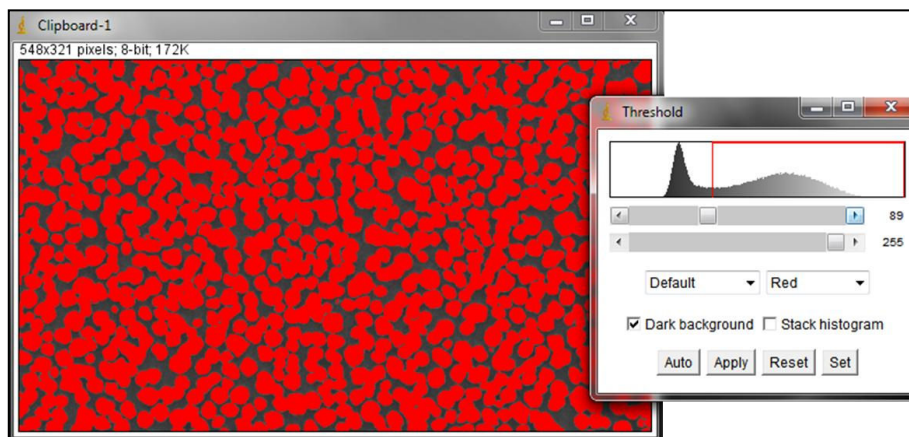 Clipboard-1
548x321 pixels; 8-bit; 172K
Threshold
89
255
Default Red
Dark background Stack histogram
Auto Apply Reset Set